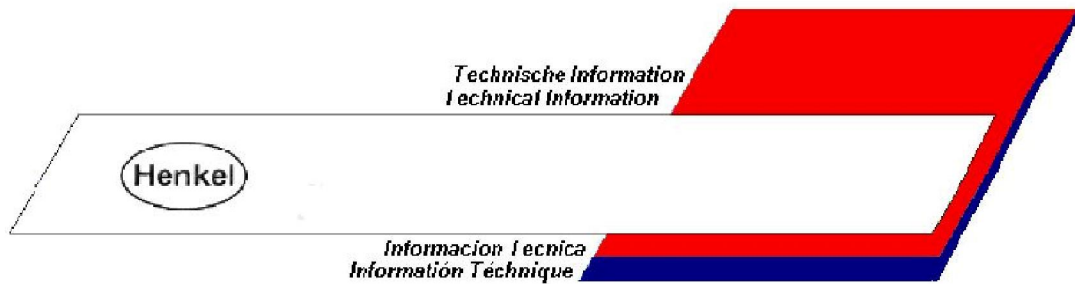 Technische Information
Technical Information
Henkel
Informacion Tecnica
Informatión Téchnique